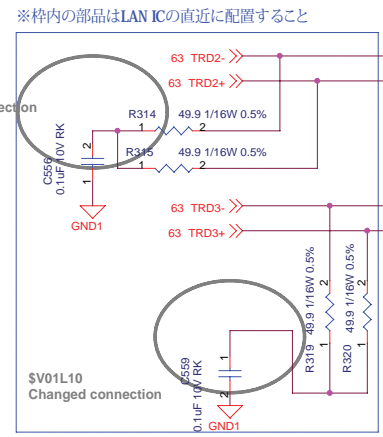 ※枠内の部品はLAN ICの直近に配置すること
63 TRD2-
63 TRD2+
ection
R314 49.9 1/16W 0.5%
1 2
R315 49.9 1/16W 0.5%
1 2
C556
0.1uF 10V RK
2
1
GND1
63 TRD3-
63 TRD3+
R319 49.9 1/16W 0.5%
1 2
R320 49.9 1/16W 0.5%
1 2
C559
0.1uF 10V RK
1
2
GND1
$V01L10
Changed connection